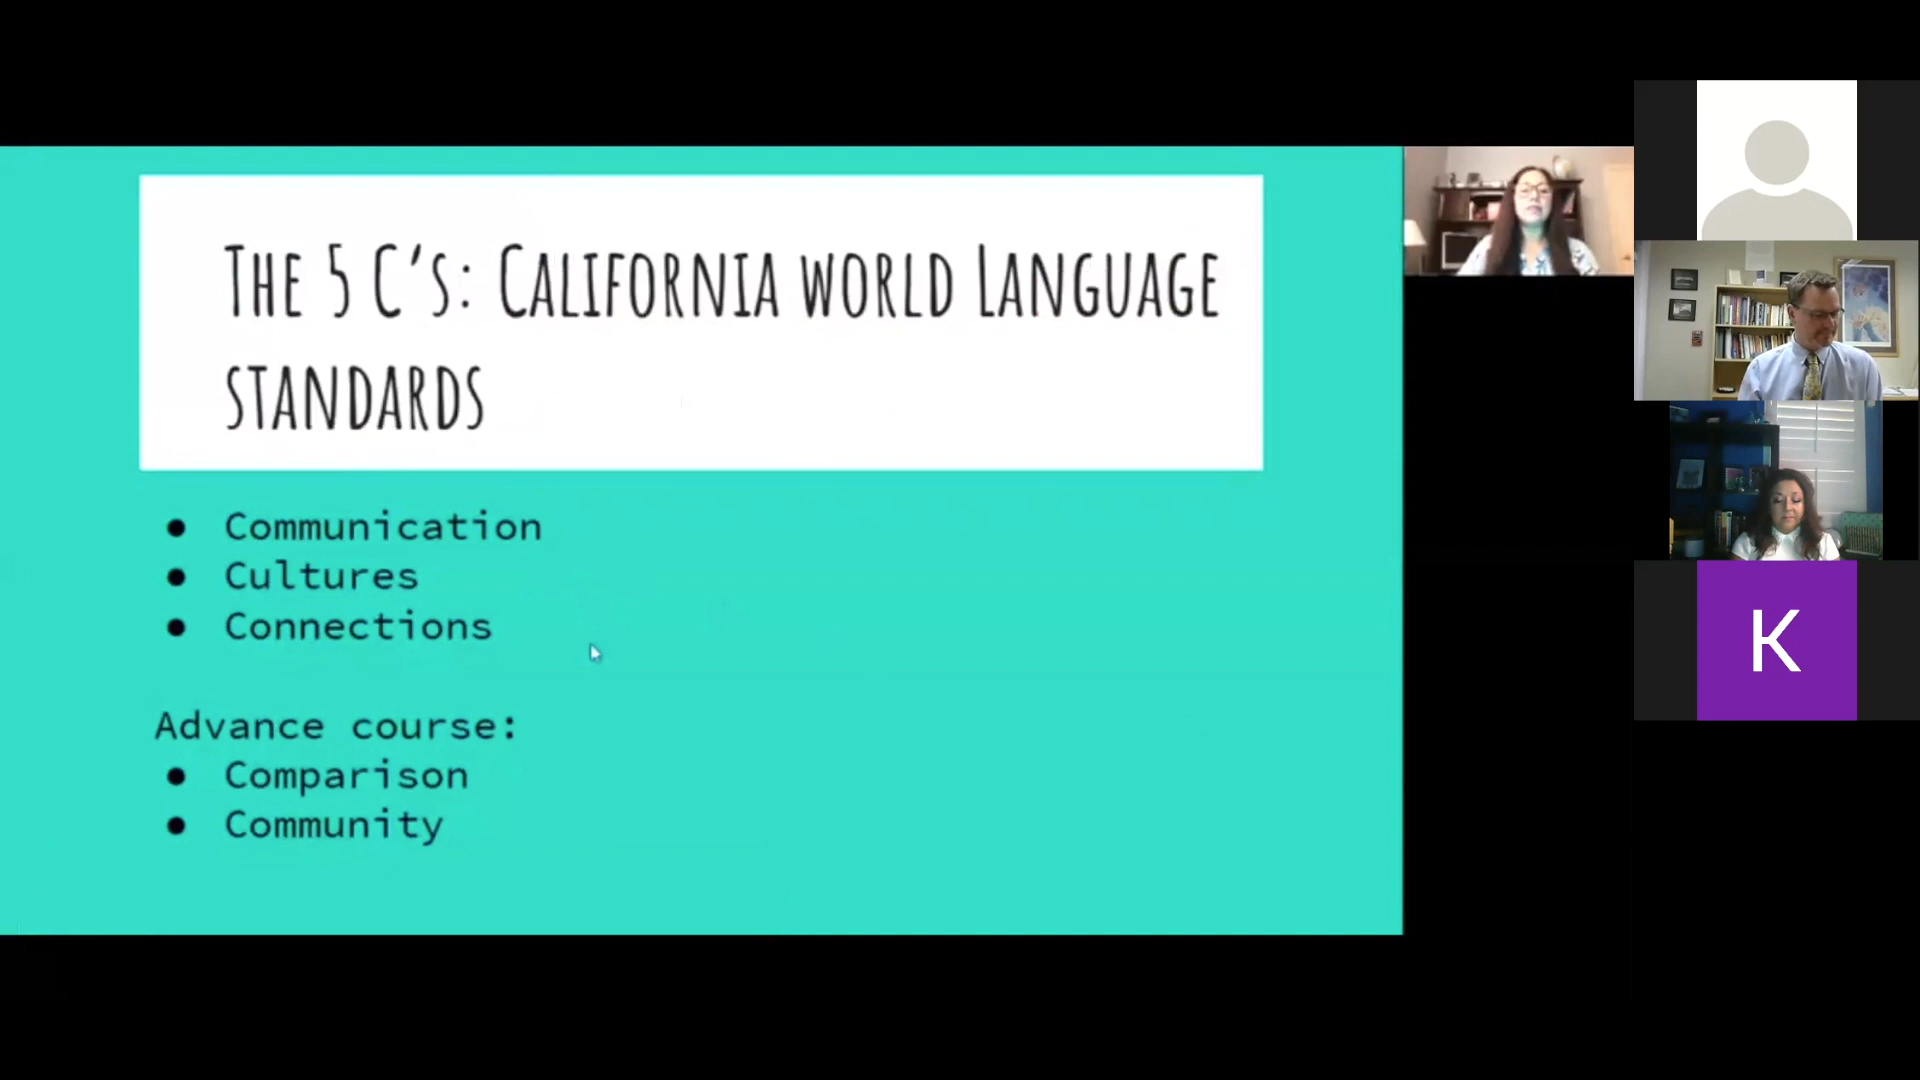 The 5 C's: California world Language
standards
● Communication
● Cultures
● Connections
Advance course:
● Comparison
● Community
K